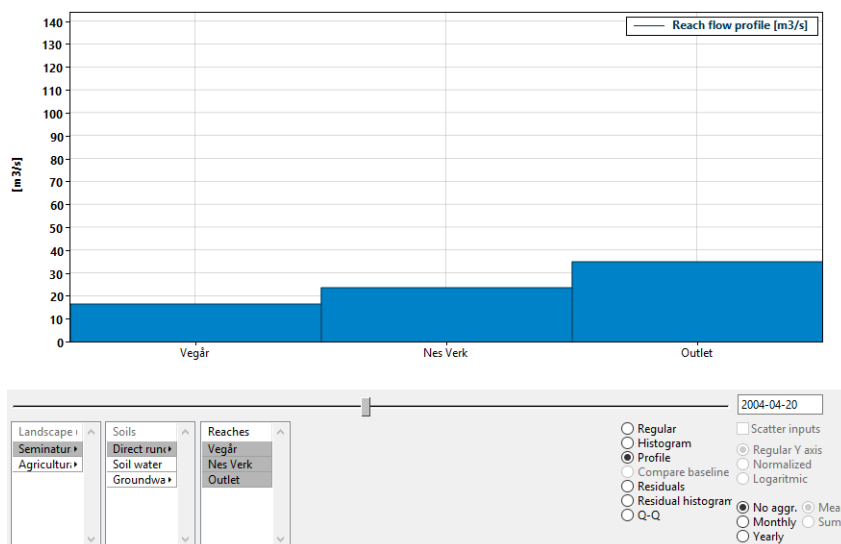 Reach flow profile [m3/s]
140
130
120
110
100
90
80
70
60
50
40
30
20
10
0
[m3/s]
Vegår
Nes Verk
Outlet
2004-04-20
Landscape
Seminatur
Agricultur
Soils
Direct runo
Soil water
Groundwa
Reaches
Vegår
Nes Verk
Outlet
Regular
Histogram
Profile
Compare baseline
Residuals
Residual histogram
Q-Q
Scatter inputs
Regular Y axis
Normalized
Logaritmic
No aggr.
Monthly
Yearly
Mea
Sum